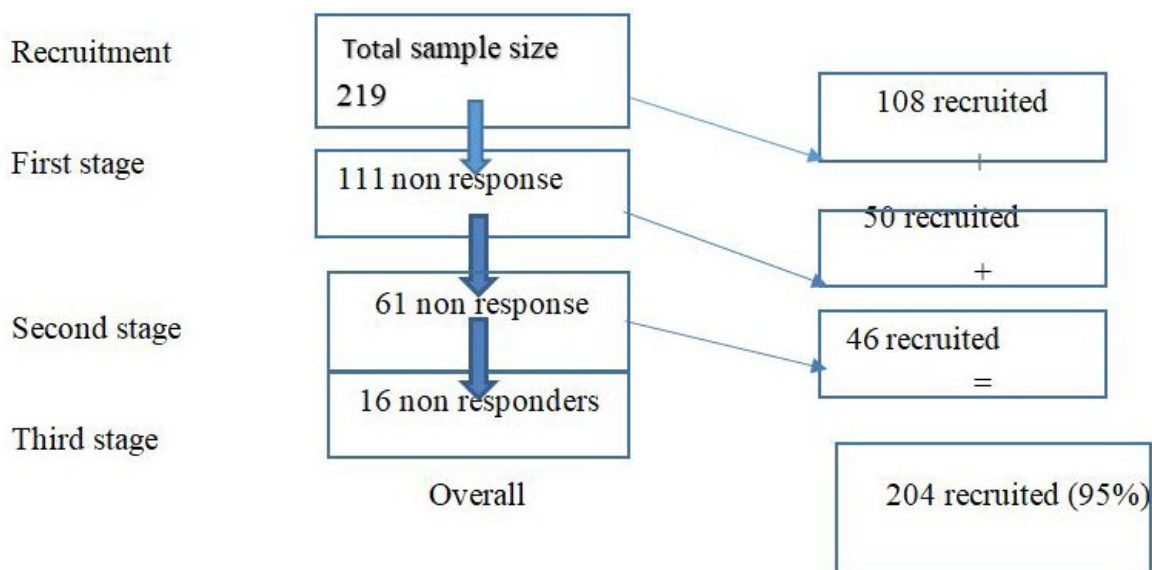 Recruitment
Total sample size
219
108 recruited
+
First stage
111 non response
50 recruited
+
Second stage
61 non response
46 recruited
=
Third stage
16 non responders
Overall
204 recruited (95%)